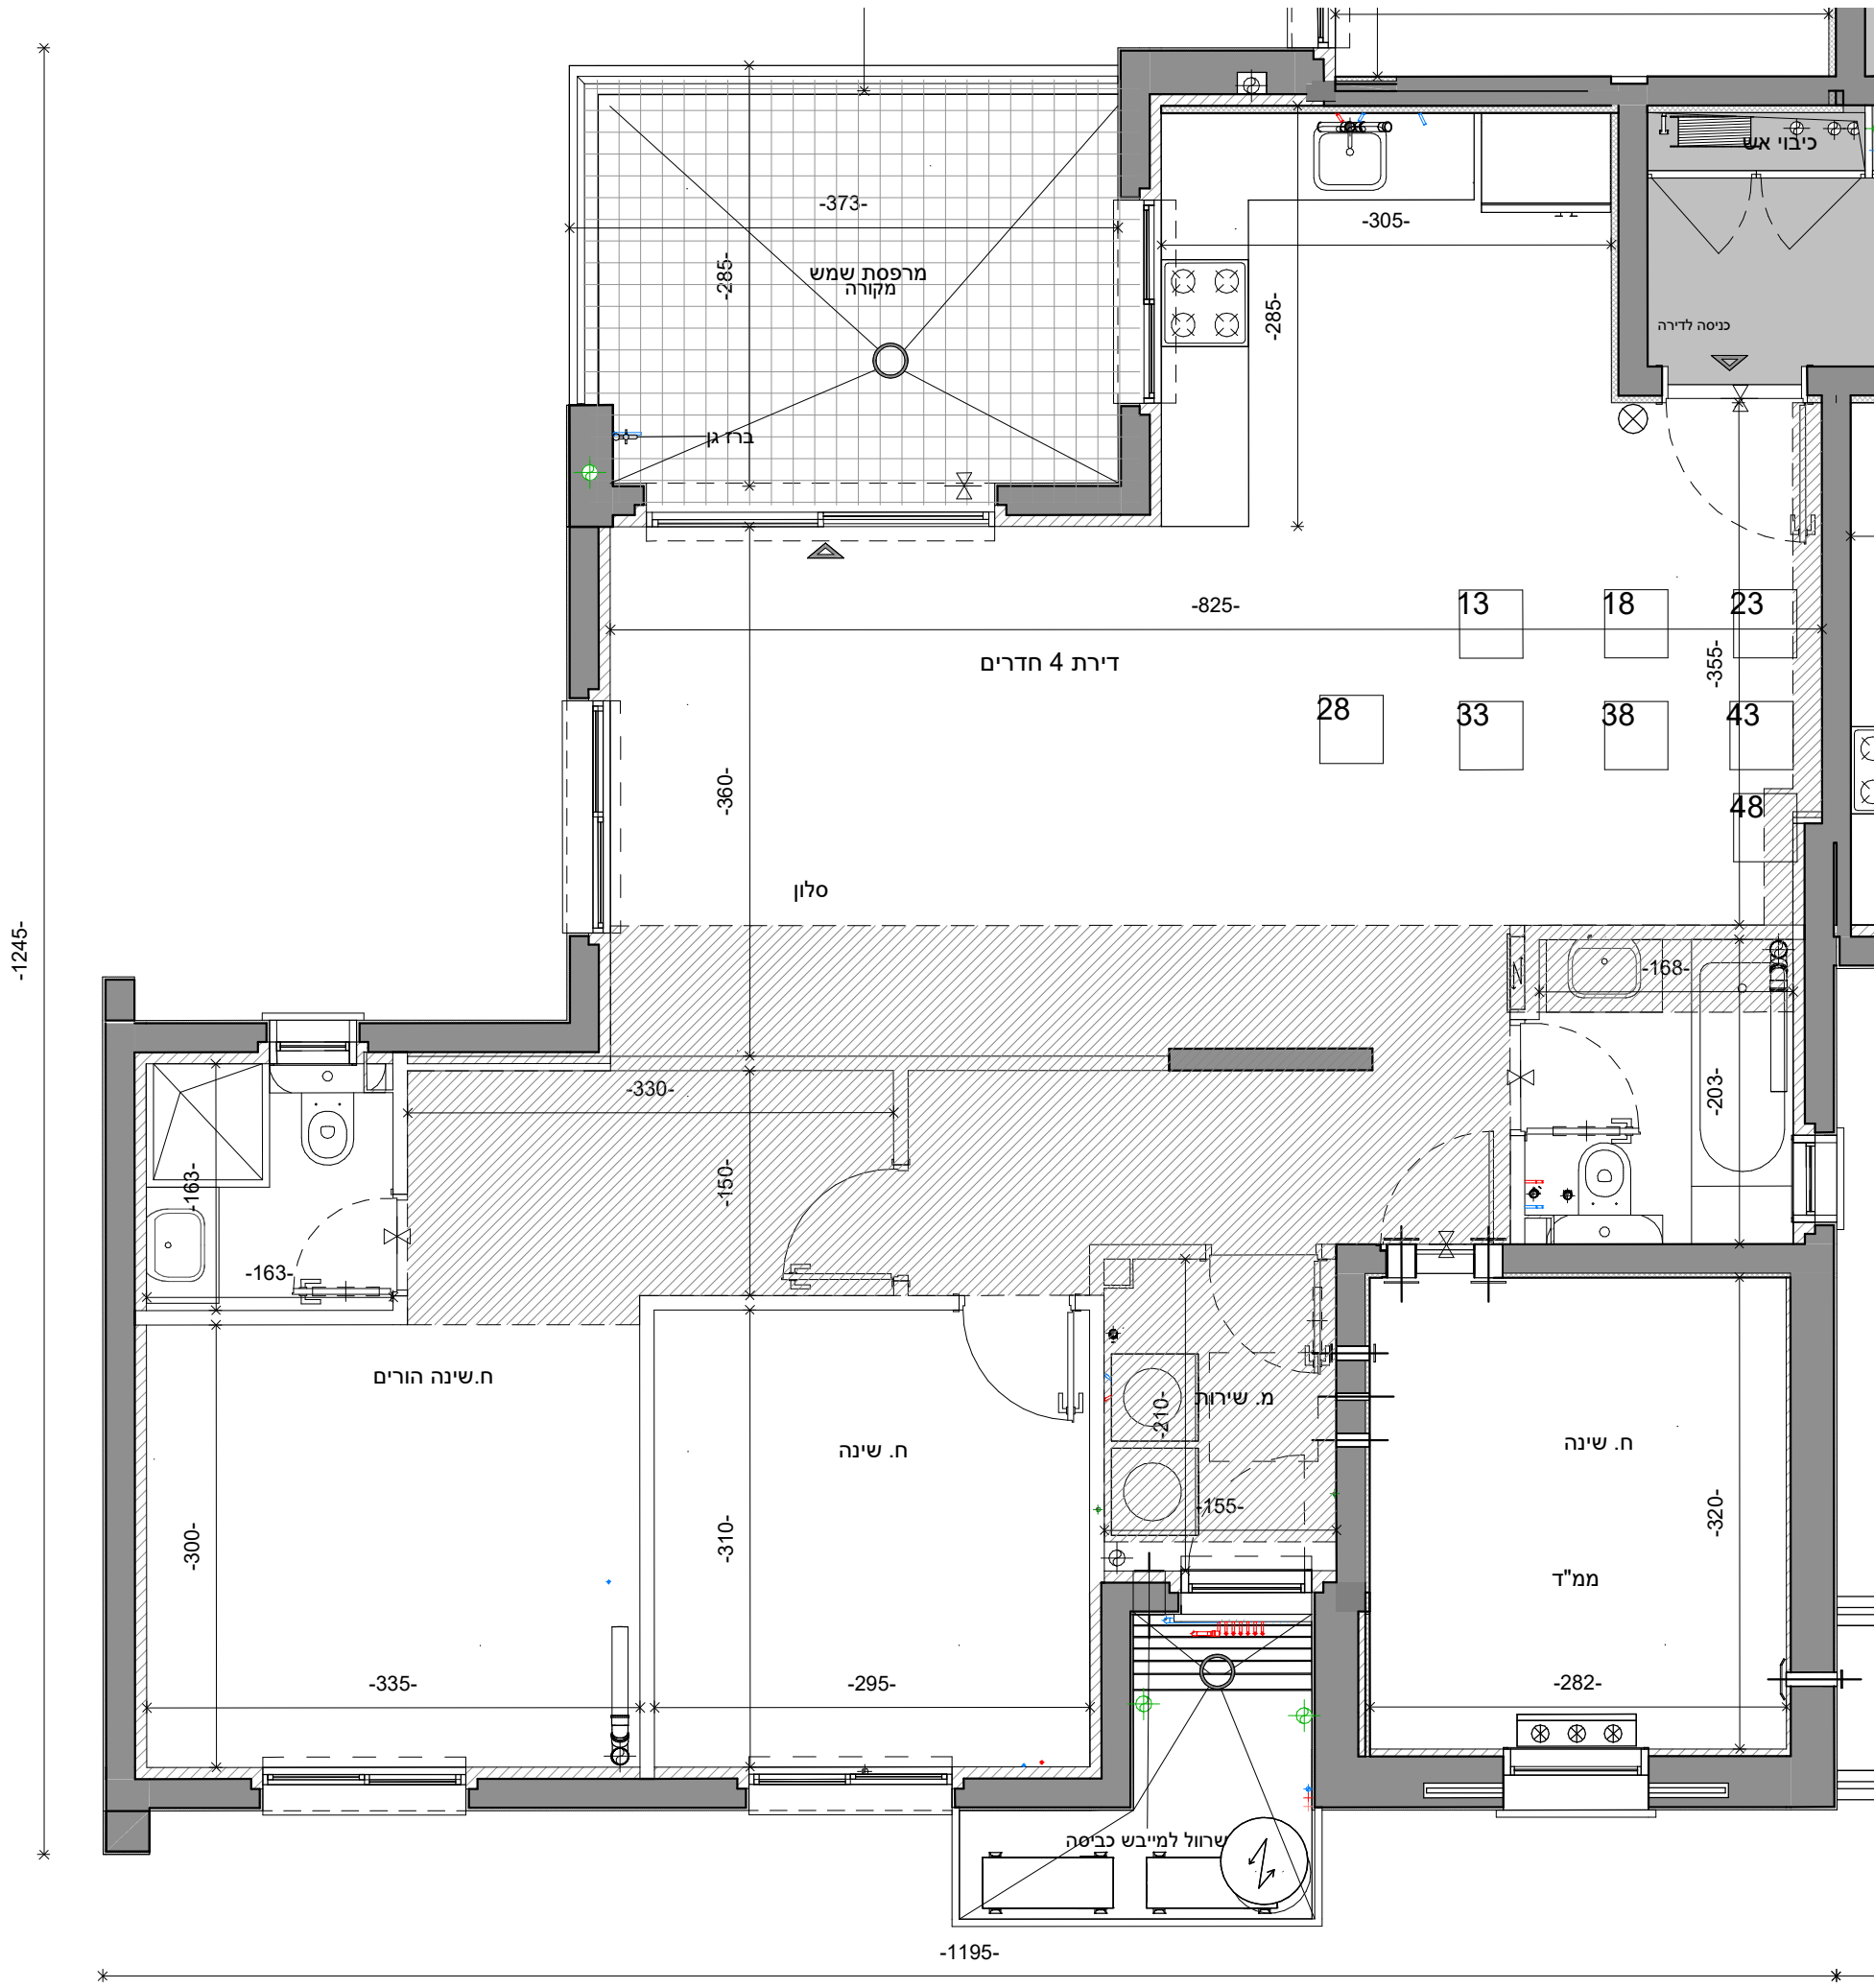 כיבוי אש
-373-
-305-
-285-
מרפסת שמש
מקורה
-285-
כניסה לדירה
ברז גן
-825-
13
18
23
דירת 4 חדרים
-355-
28
33
38
43
-360-
48
סלון
-1245-
-168-
-330-
-203-
-163-
-150-
-163-
ח.שינה הורים
מ. שירות
-210-
ח. שינה
ח. שינה
-155-
-300-
-310-
-320-
ממ"ד
-335-
-295-
-282-
שרוול למייבש כביסה
-1195-